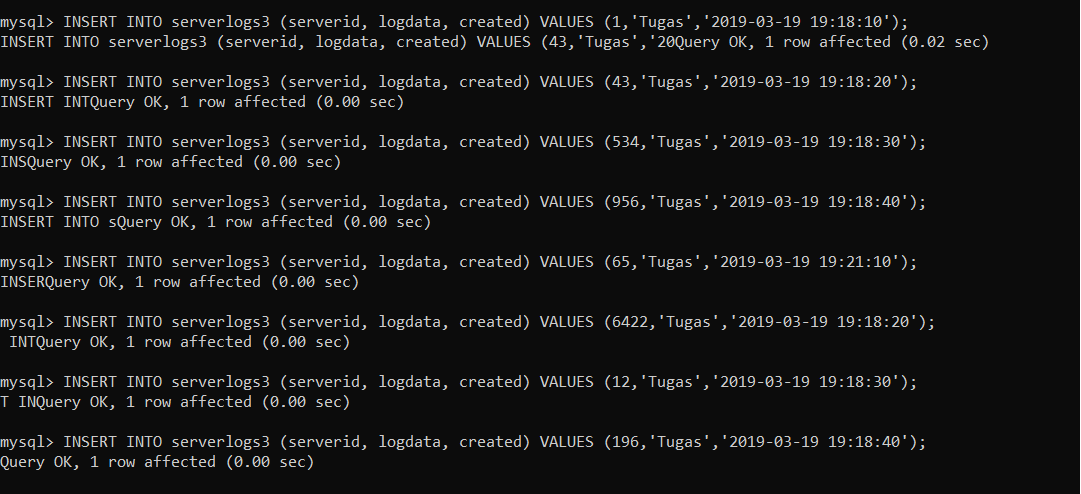 mysql> INSERT INTO serverlogs3 (serverid, logdata, created) VALUES (1,'Tugas','2019-03-19 19:18:10');
INSERT INTO serverlogs3 (serverid, logdata, created) VALUES (43,'Tugas','20Query OK, 1 row affected (0.02 sec)
mysql> INSERT INTO serverlogs3 (serverid, logdata, created) VALUES (43,'Tugas','2019-03-19 19:18:20');
INSERT INTQuery OK, 1 row affected (0.00 sec)
mysql> INSERT INTO serverlogs3 (serverid, logdata, created) VALUES (534,'Tugas','2019-03-19 19:18:30');
INSQuery OK, 1 row affected (0.00 sec)
mysql> INSERT INTO serverlogs3 (serverid, logdata, created) VALUES (956,'Tugas','2019-03-19 19:18:40');
INSERT INTO sQuery OK, 1 row affected (0.00 sec)
mysql> INSERT INTO serverlogs3 (serverid, logdata, created) VALUES (65,'Tugas','2019-03-19 19:21:10');
INSERQuery OK, 1 row affected (0.00 sec)
mysql> INSERT INTO serverlogs3 (serverid, logdata, created) VALUES (6422,'Tugas','2019-03-19 19:18:20');
 INTQuery OK, 1 row affected (0.00 sec)
mysql> INSERT INTO serverlogs3 (serverid, logdata, created) VALUES (12,'Tugas','2019-03-19 19:18:30');
T INQuery OK, 1 row affected (0.00 sec)
mysql> INSERT INTO serverlogs3 (serverid, logdata, created) VALUES (196,'Tugas','2019-03-19 19:18:40');
Query OK, 1 row affected (0.00 sec)